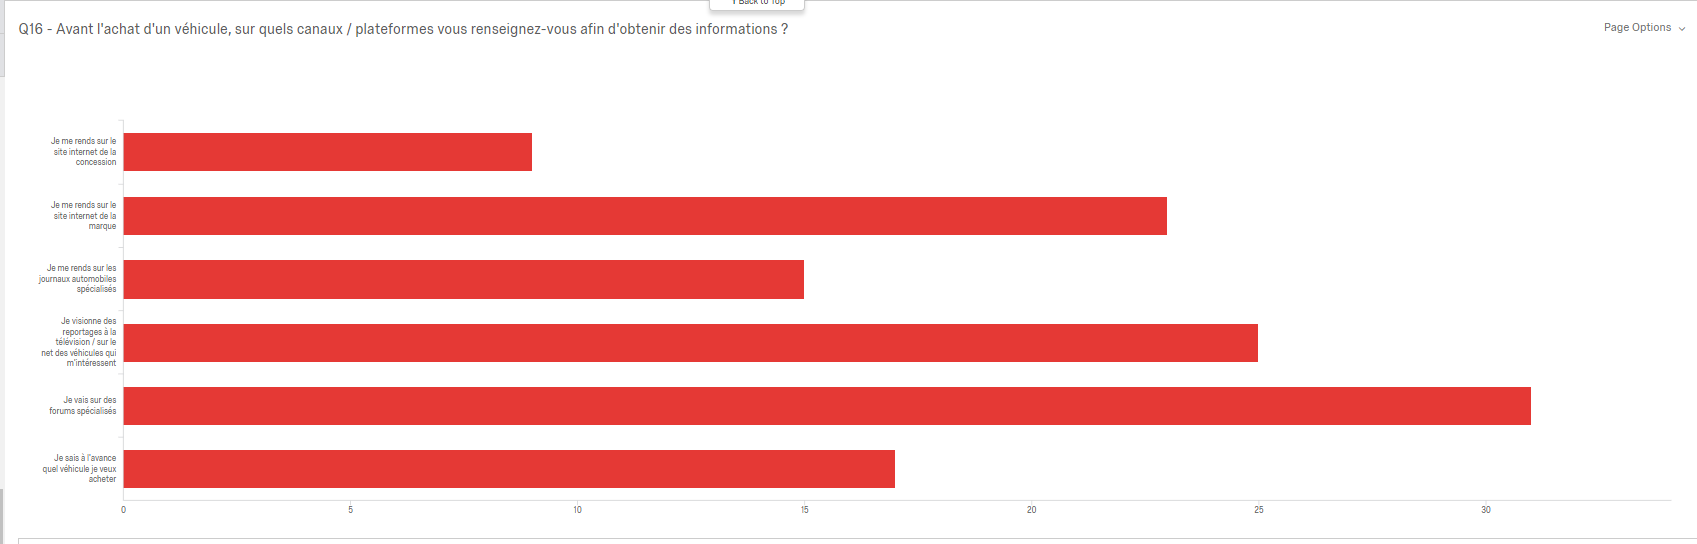 Back to Top
Q16 - Avant l'achat d'un véhicule, sur quels canaux / plateformes vous renseignez-vous afin d'obtenir des informations ?
Page Options
Je me rends sur le
site internet de la
concession
Je me rends sur le
site internet de la
marque
Je me rends sur les
journaux automobiles
spécialisés
Je visionne des
reportages à la
télévision / sur le
net des véhicules qui
m'intéressent
Je vais sur des
forums spécialisés
Je sais à l'avance
quel véhicule je veux
acheter
0 5 10 15 20 25 30